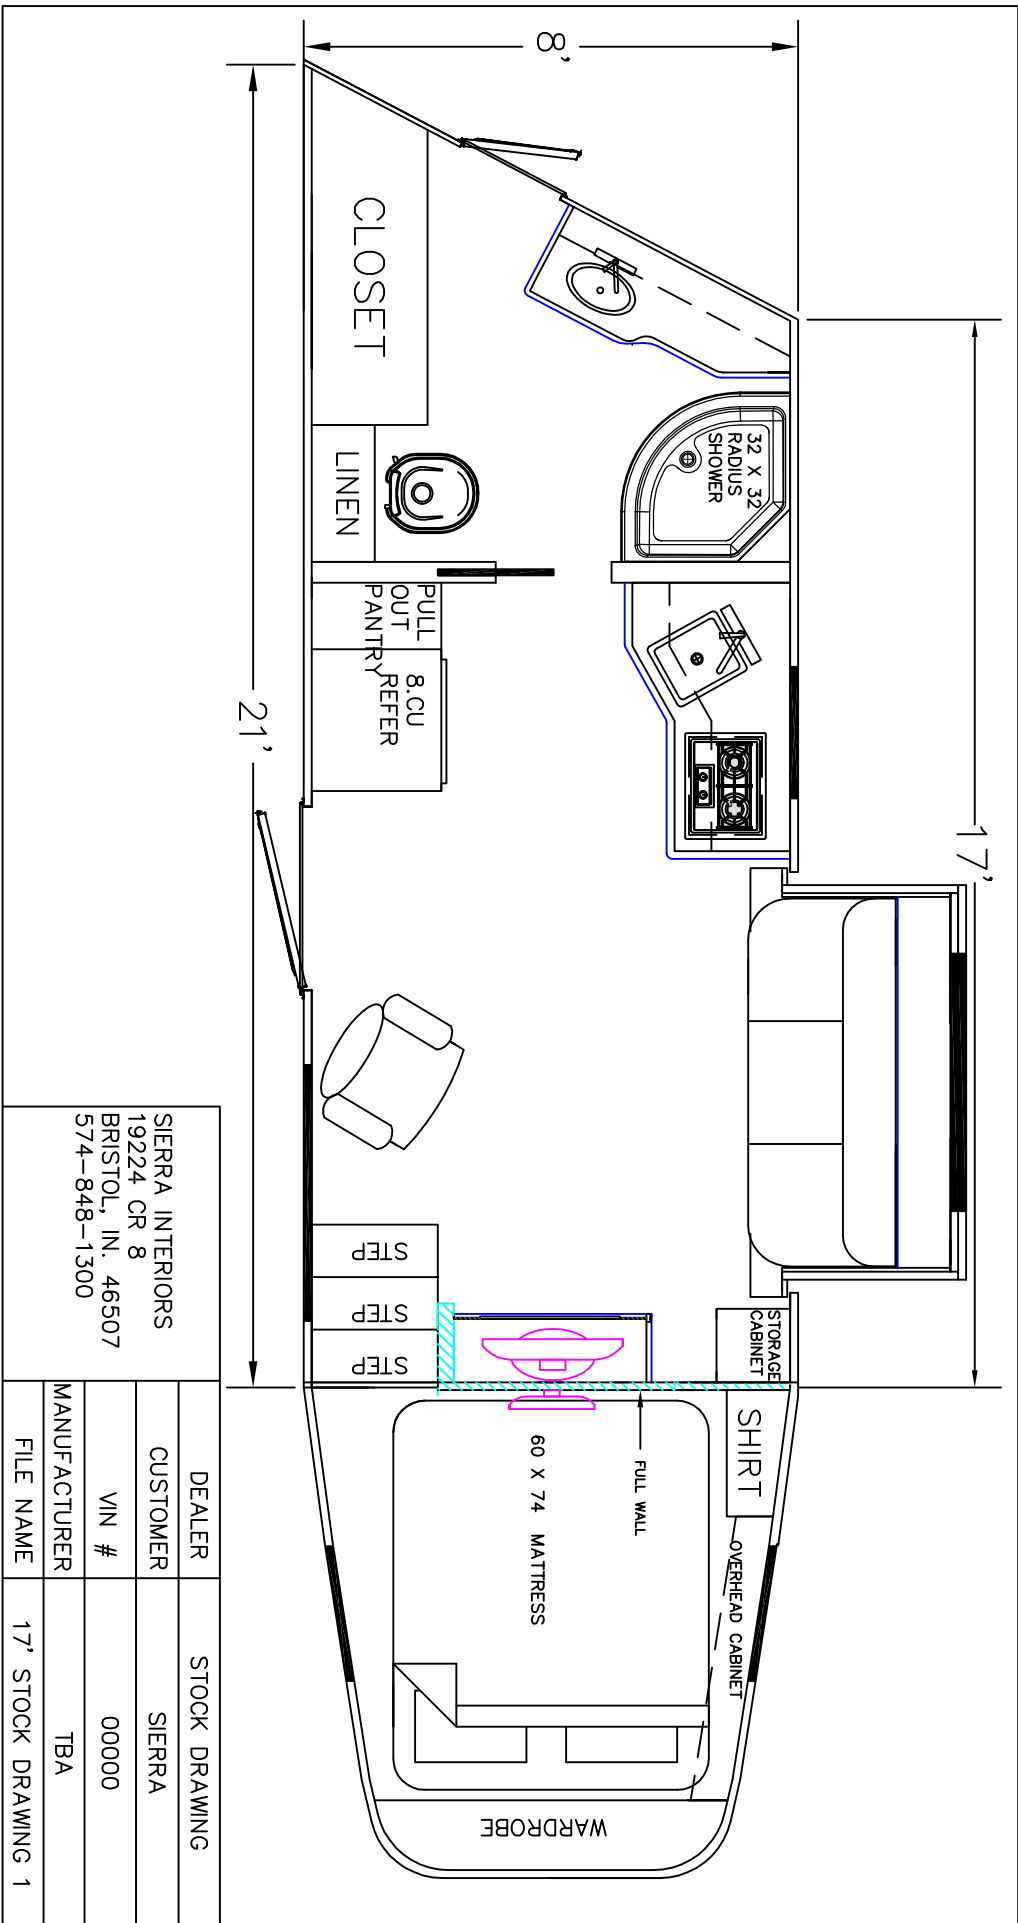 8'
17'
21'
CLOSET
LINEN
32 X 32
RADIUS
SHOWER
PULL
OUT
PANTRY
8.CU
REFER
STEP
STEP
STEP
STORAGE
CABINET
SHIRT
OVERHEAD CABINET
FULL WALL
60 X 74 MATTRESS
WARDROBE
SIERRA INTERIORS
19224 CR 8
BRISTOL, IN. 46507
574-848-1300
DEALER STOCK DRAWING
CUSTOMER SIERRA
VIN # 00000
MANUFACTURER TBA
FILE NAME 17' STOCK DRAWING 1